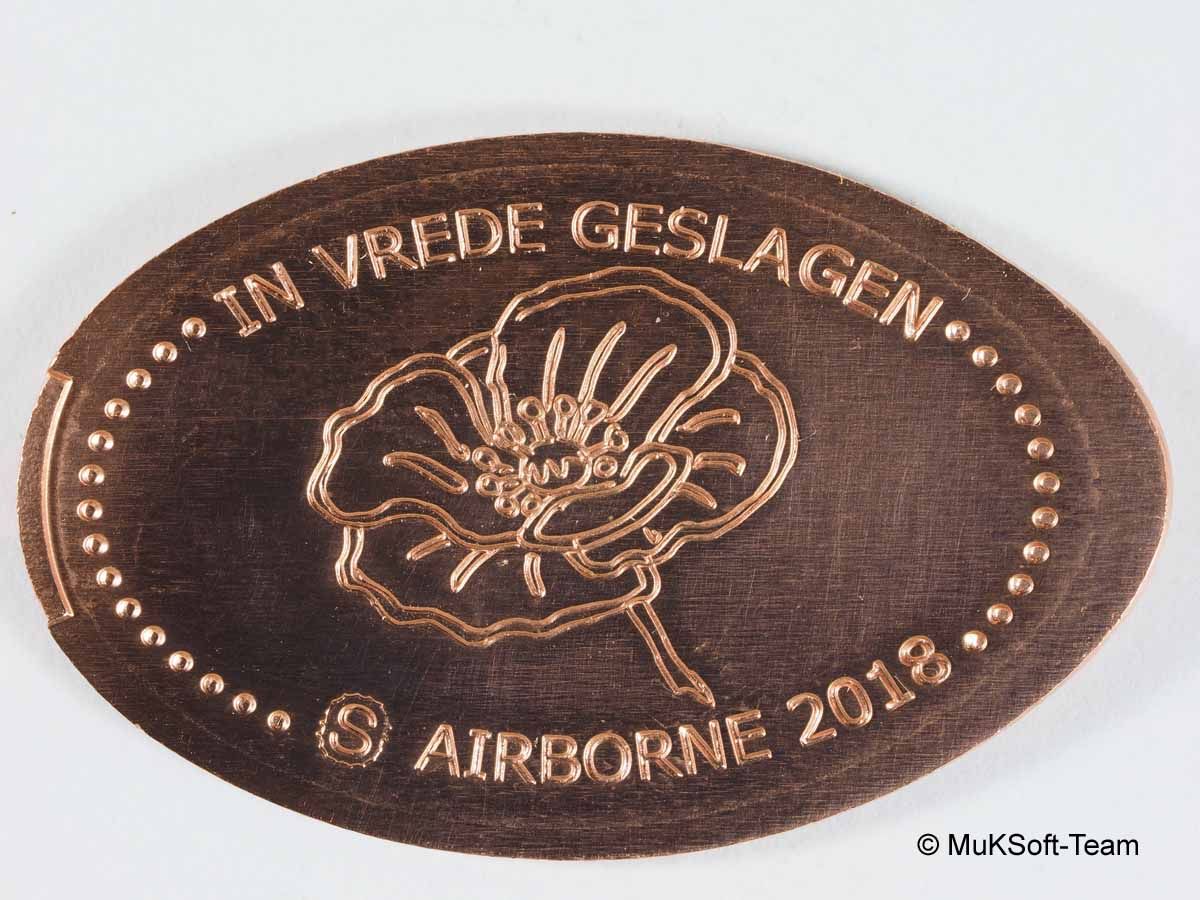 IN VREDE GESLAGEN
S AIRBORNE 2018
© MuKSoft-Team